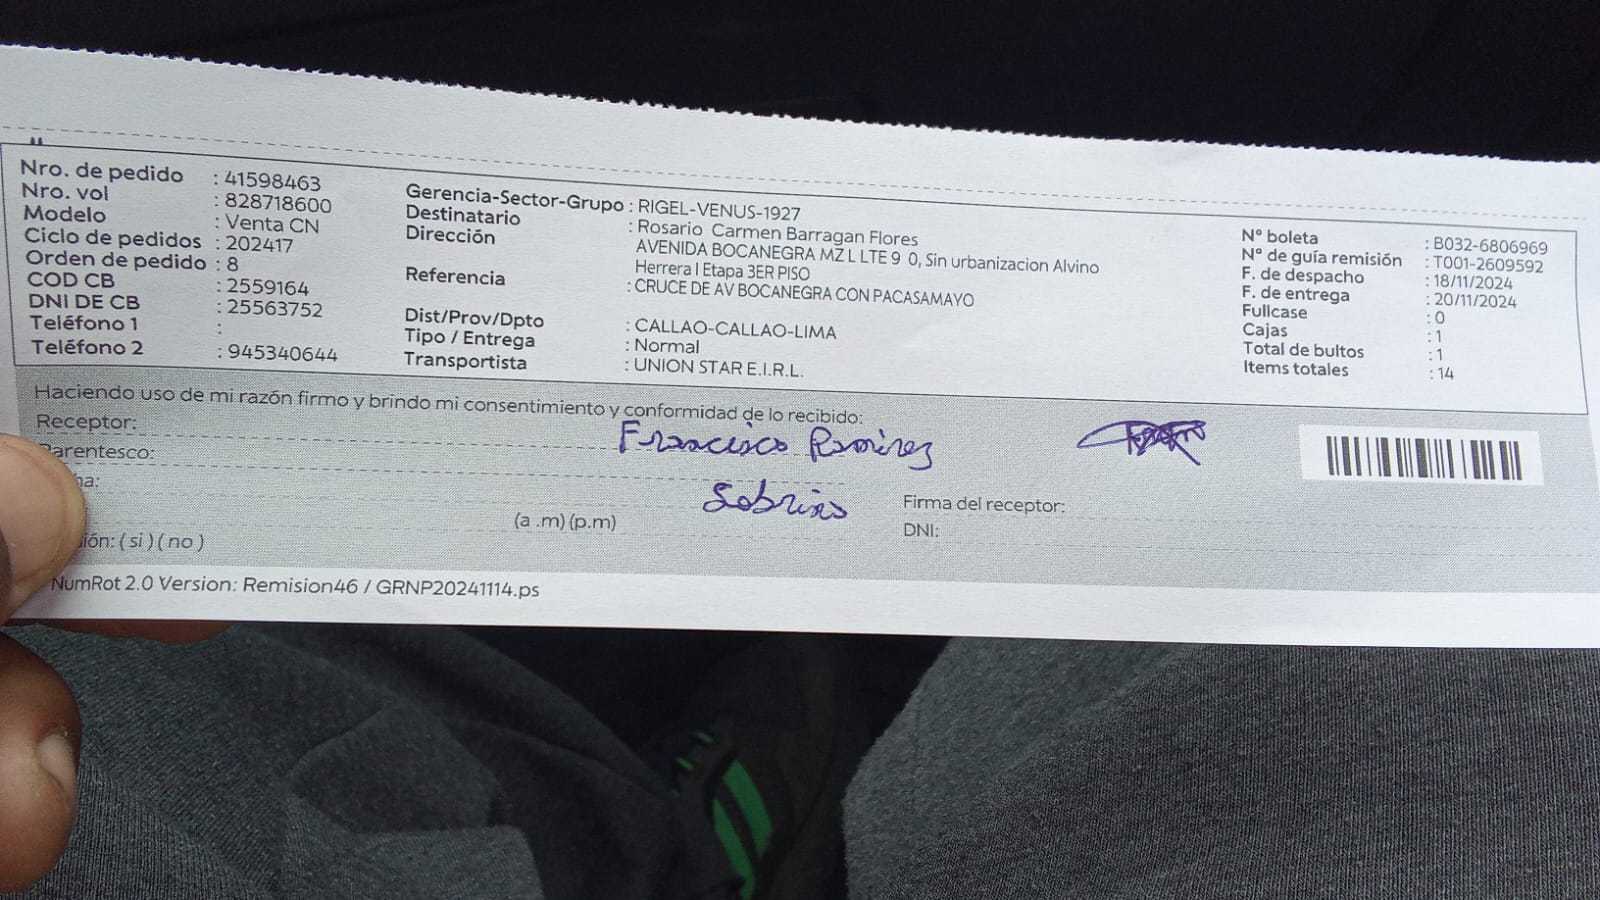 Nro. de pedido : 41598463
Nro. vol : 828718600
Modelo : Venta CN
Ciclo de pedidos : 202417
Orden de pedido : 8
COD CB : 2559164
DNI DE CB : 25563752
Teléfono 1 :
Teléfono 2 : 945340644
Gerencia-Sector-Grupo : RIGEL-VENUS-1927
Destinatario : Rosario Carmen Barragan Flores
Dirección AVENIDA BOCANEGRA MZ L LTE 9 0, Sin urbanizacion Alvino
Herrera I Etapa 3ER PISO
Referencia : CRUCE DE AV BOCANEGRA CON PACASAMAYO
Dist/Prov/Dpto : CALLAO-CALLAO-LIMA
Tipo / Entrega : Normal
Transportista : UNION STAR E.I.R.L.
N° boleta : B032-6806969
N° de guía remisión : T001-2609592
F. de despacho : 18/11/2024
F. de entrega : 20/11/2024
Fullcase : 0
Cajas : 1
Total de bultos : 1
Items totales : 14
Haciendo uso de mi razón firmo y brindo mi consentimiento y conformidad de lo recibido:
Receptor: Francisco Ramirez
Parentesco: Sobrino
(a .m) (p.m)
( si ) ( no )
Firma del receptor:
DNI:
NumRot 2.0 Version: Remision46 / GRNP20241114.ps